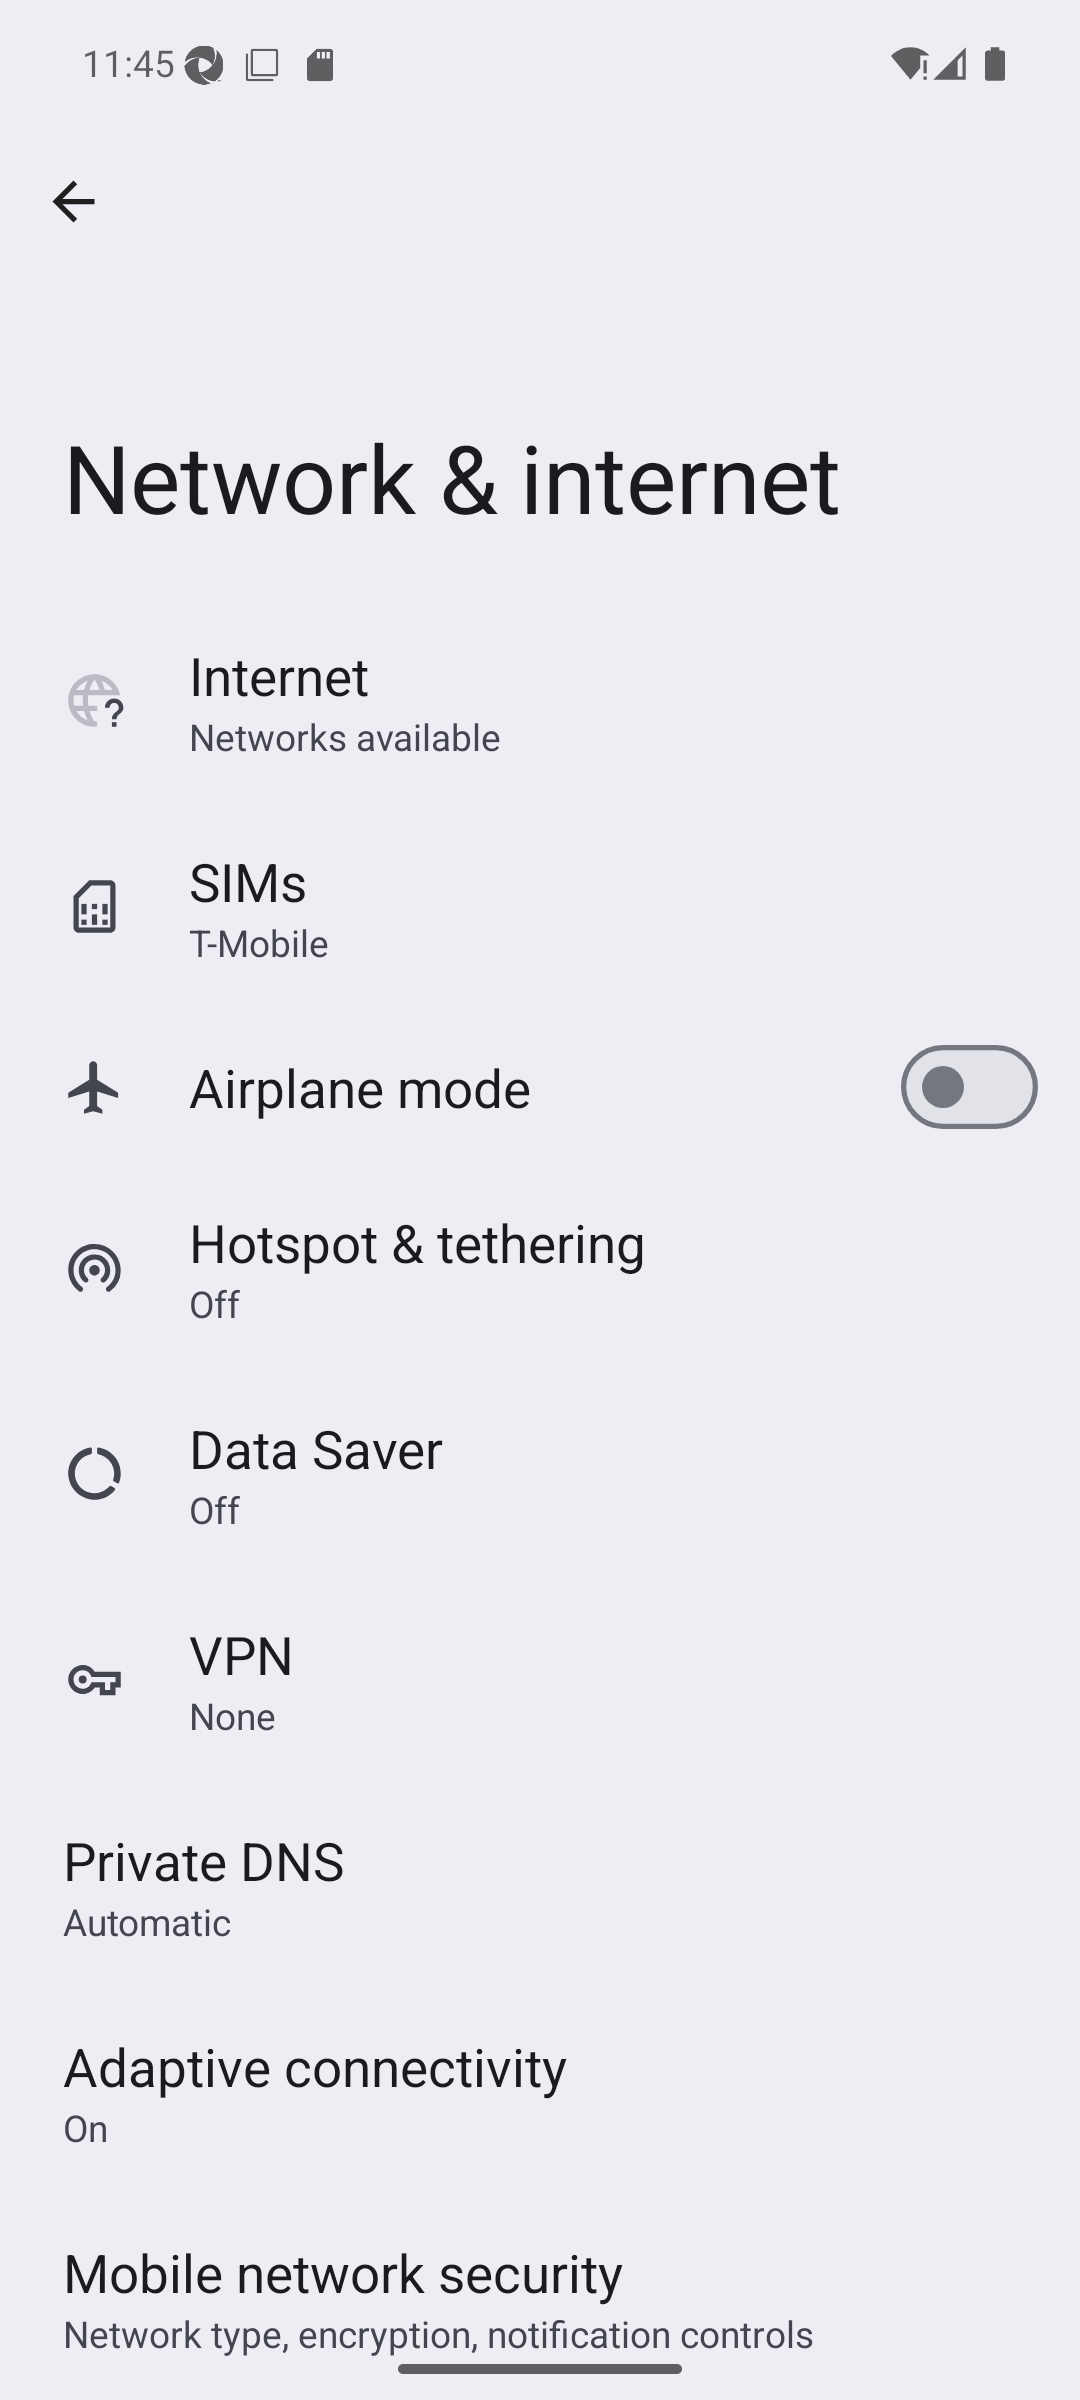 11:45
Network & internet
Internet
Networks available
SIMs
T-Mobile
Airplane mode
Hotspot & tethering
Off
Data Saver
Off
VPN
None
Private DNS
Automatic
Adaptive connectivity
On
Mobile network security
Network type, encryption, notification controls